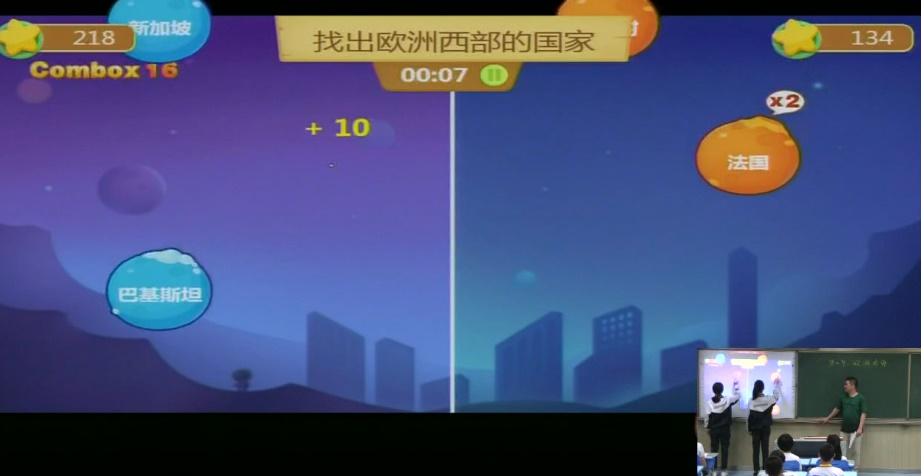 新加坡
218
找出欧洲西部的国家
134
Combox 16
00:07
+ 10
x2
法国
巴基斯坦